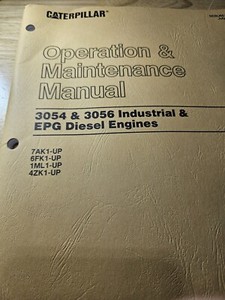 CATERPILLAR
Operation &
Maintenance
Manual
3054 & 3056 Industrial &
EPG Diesel Engines
7AK1-UP
6FK1-UP
1ML1-UP
4ZK1-UP